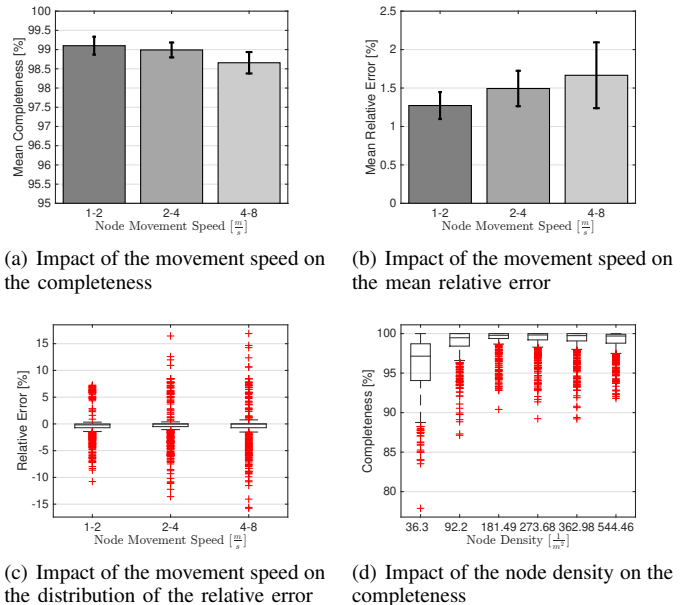 100
99.5
99
98.5
98
97.5
97
96.5
96
95.5
95
Mean Completeness [%]
1-2 2-4 4-8
Node Movement Speed [m/s]
(a) Impact of the movement speed on
the completeness
2.5
2
1.5
1
0.5
0
Mean Relative Error [%]
1-2 2-4 4-8
Node Movement Speed [m/s]
(b) Impact of the movement speed on
the mean relative error
15
10
5
0
-5
-10
-15
Relative Error [%]
1-2 2-4 4-8
Node Movement Speed [m/s]
(c) Impact of the movement speed on
the distribution of the relative error
100
95
90
85
80
Completeness [%]
36.3 92.2 181.49 273.68 362.98 544.46
Node Density [1/m²]
(d) Impact of the node density on the
completeness